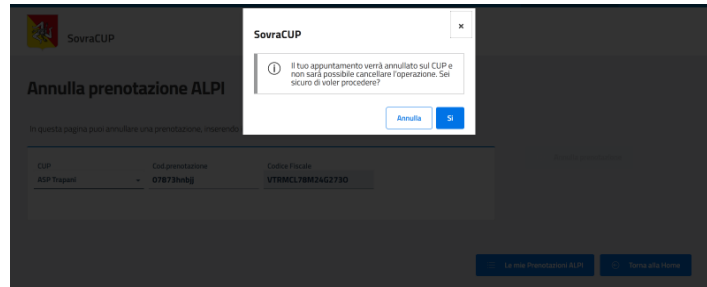 SovraCUP
SovraCUP
×
Il tuo appuntamento verrà annullato sul CUP e
non sarà possibile cancellare l'operazione. Sei
sicuro di voler procedere?
Annulla
Si
Annulla prenotazione ALPI
In questa pagina puoi annullare una prenotazione, inserendo
CUP
Cod.prenotazione
Codice Fiscale
ASP Trapani
07873hnbjj
VTRMCL78M24G273O
Le mie Prenotazioni ALPI
Torna alla Home